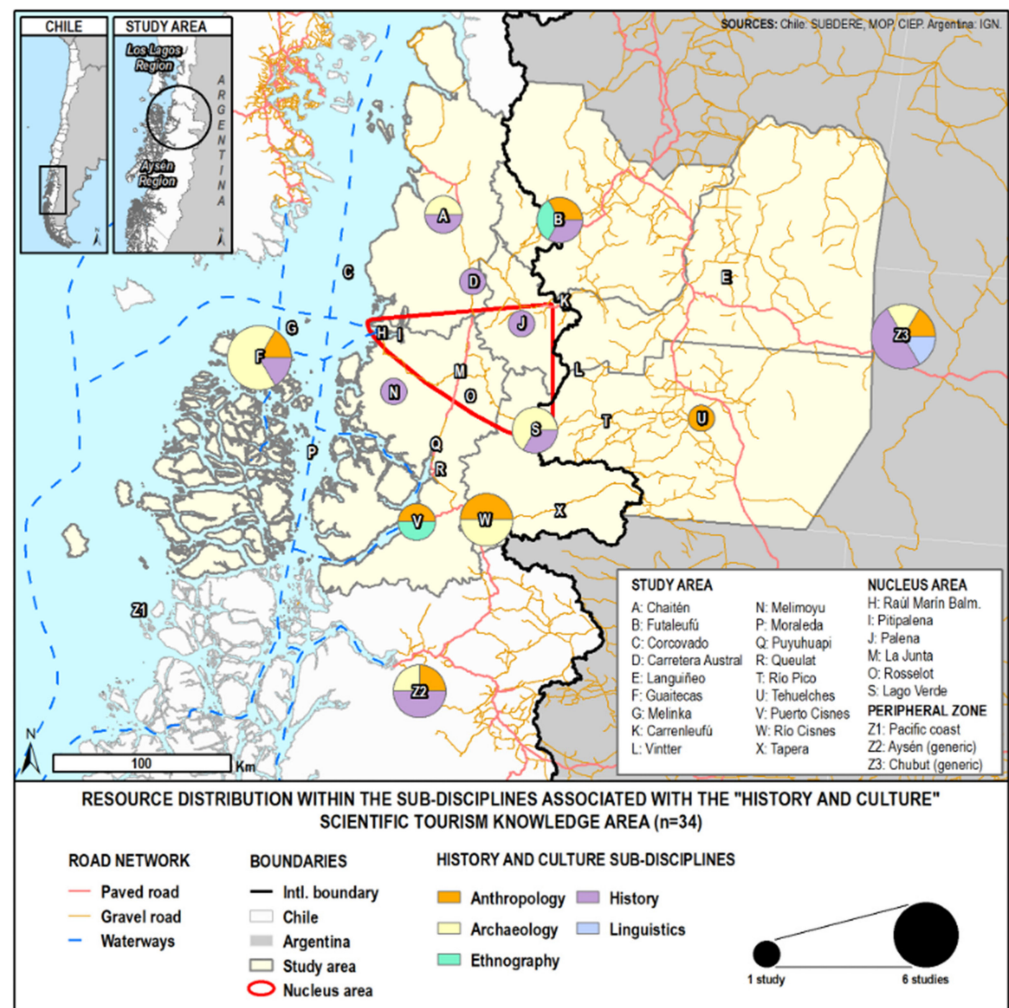 CHILE
STUDY AREA
SOURCES: Chile: SUBDERE, MOP, CIEP. Argentina: IGN.
Los Lagos
Region
ARGENTINA
Aysén
Region
N
N
A
B
C
D
E
K
G
H
I
J
F
Z3
M
L
N
O
U
S
T
Q
P
R
V
W
X
Z1
Z2
N
100
Km
STUDY AREA
A: Chaitén
B: Futaleufú
C: Corcovado
D: Carretera Austral
E: Languiñeo
F: Guaitecas
G: Melinka
K: Carrenleufú
L: Vintter
N: Melimoyu
P: Moraleda
Q: Puyuhuapi
R: Queulat
T: Río Pico
U: Tehuelches
V: Puerto Cisnes
W: Río Cisnes
X: Tapera
NUCLEUS AREA
H: Raúl Marín Balm.
I: Pitipalena
J: Palena
M: La Junta
O: Rosselot
S: Lago Verde
PERIPHERAL ZONE
Z1: Pacific coast
Z2: Aysén (generic)
Z3: Chubut (generic)
RESOURCE DISTRIBUTION WITHIN THE SUB-DISCIPLINES ASSOCIATED WITH THE "HISTORY AND CULTURE"
SCIENTIFIC TOURISM KNOWLEDGE AREA (n=34)
ROAD NETWORK
Paved road
Gravel road
Waterways
BOUNDARIES
Intl. boundary
Chile
Argentina
Study area
Nucleus area
HISTORY AND CULTURE SUB-DISCIPLINES
Anthropology
History
Archaeology
Linguistics
Ethnography
1 study
6 studies